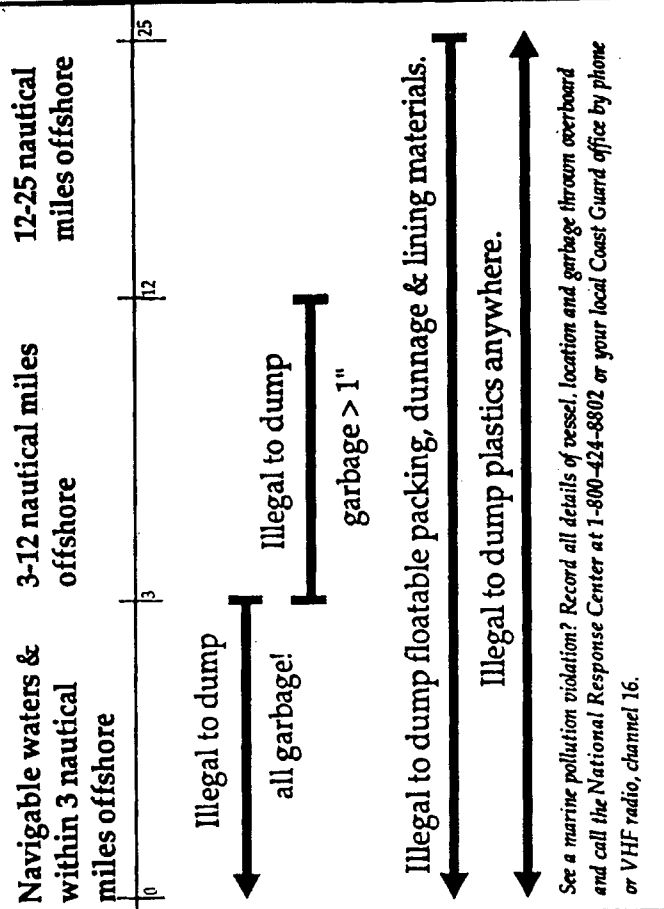 Navigable waters &
within 3 nautical
miles offshore
3-12 nautical miles
offshore
12-25 nautical
miles offshore
0
3
12
25
Illegal to dump
all garbage!
Illegal to dump
garbage > 1"
Illegal to dump floatable packing, dunnage & lining materials.
Illegal to dump plastics anywhere.
See a marine pollution violation? Record all details of vessel, location and garbage thrown overboard
and call the National Response Center at 1-800-424-8802 or your local Coast Guard office by phone
or VHF radio, channel 16.